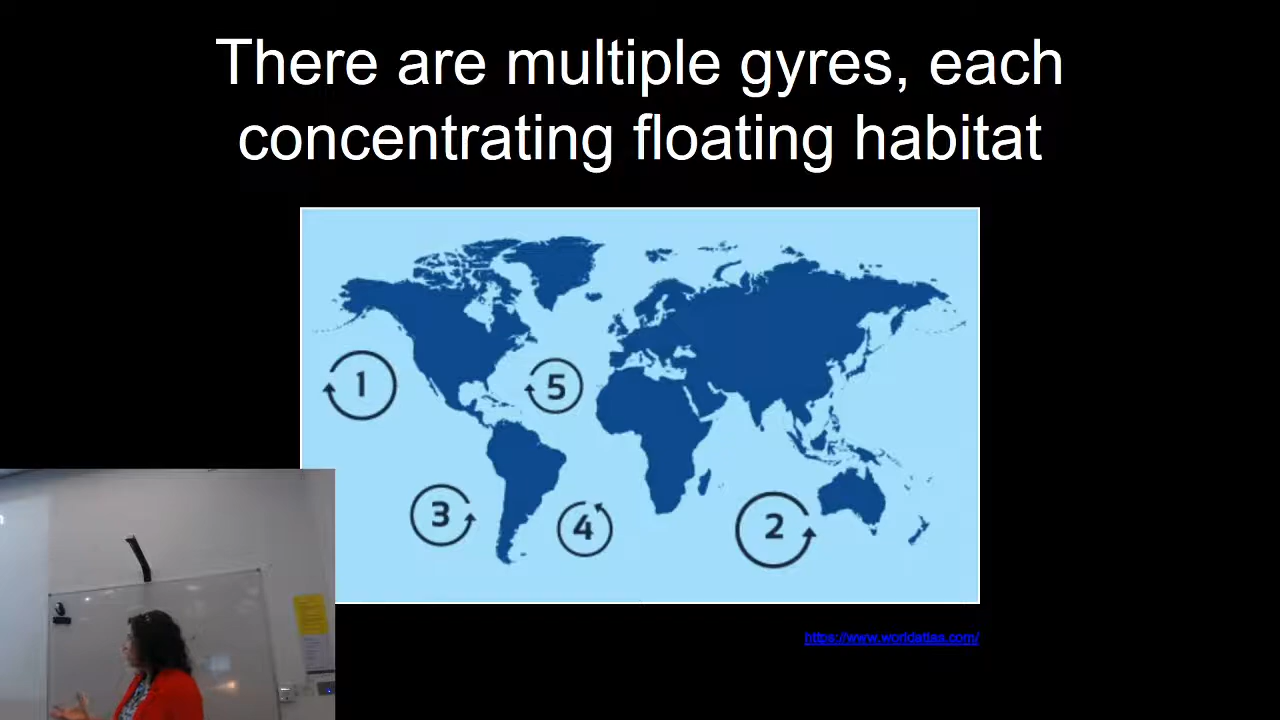 There are multiple gyres, each
concentrating floating habitat
1
5
3
4
2
https://www.worldatlas.com/